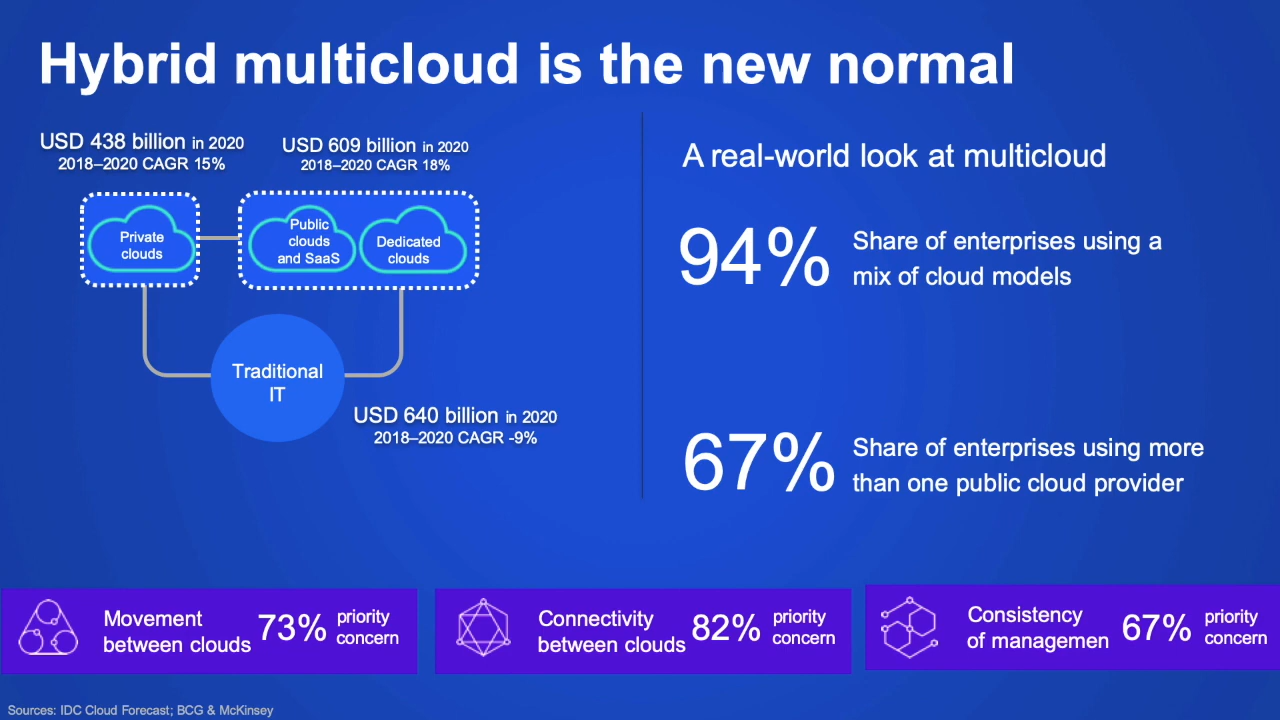 Hybrid multicloud is the new normal
USD 438 billion in 2020
2018–2020 CAGR 15%
USD 609 billion in 2020
2018–2020 CAGR 18%
Private
clouds
Public
clouds
and SaaS
Dedicated
clouds
Traditional
IT
USD 640 billion in 2020
2018–2020 CAGR -9%
A real-world look at multicloud
94%
Share of enterprises using a
mix of cloud models
67%
Share of enterprises using more
than one public cloud provider
Movement
between clouds
73%
priority
concern
Connectivity
between clouds
82%
priority
concern
Consistency
of managemen
67%
priority
concern
Sources: IDC Cloud Forecast; BCG & McKinsey